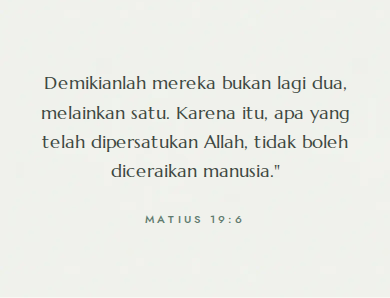 Demikianlah mereka bukan lagi dua,
melainkan satu. Karena itu, apa yang
telah dipersatukan Allah, tidak boleh
diceraikan manusia."
MATIUS 19:6